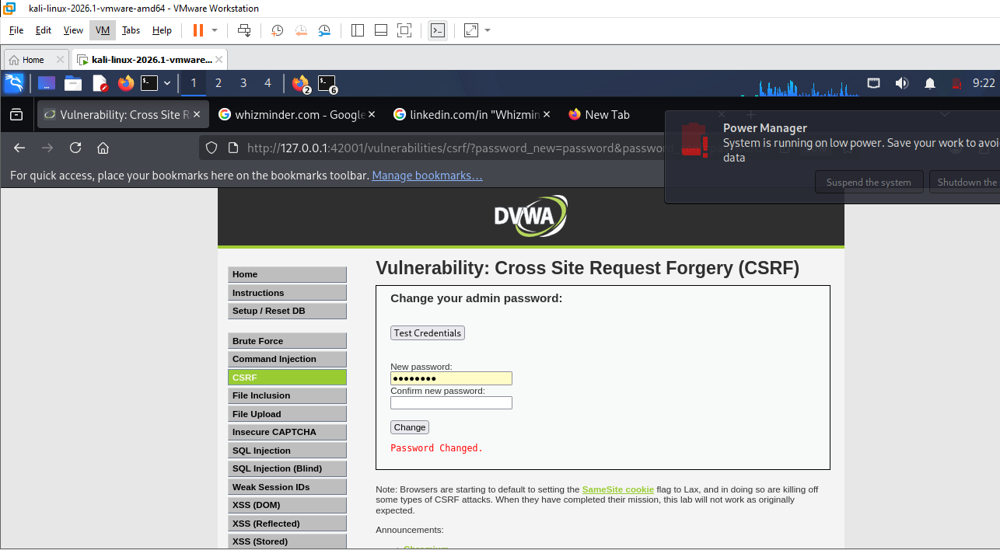 kali-linux-2026.1-vmware-amd64 - VMware Workstation
File Edit View VM Tabs Help
Home kali-linux-2026.1-vmware...
1 2 3 4 2 6 9:22
Vulnerability: Cross Site R whizminder.com - Google linkedin.com/in "Whizmin New Tab
Power Manager
System is running on low power. Save your work to avoi
data
Suspend the system Shutdown the
http://127.0.0.1:42001/vulnerabilities/csrf/?password_new=password&password_
For quick access, place your bookmarks here on the bookmarks toolbar. Manage bookmarks...
DVWA
Home
Instructions
Setup / Reset DB
Brute Force
Command Injection
CSRF
File Inclusion
File Upload
Insecure CAPTCHA
SQL Injection
SQL Injection (Blind)
Weak Session IDs
XSS (DOM)
XSS (Reflected)
XSS (Stored)
Vulnerability: Cross Site Request Forgery (CSRF)
Change your admin password:
Test Credentials
New password:
Confirm new password:
Change
Password Changed.
Note: Browsers are starting to default to setting the SameSite cookie flag to Lax, and in doing so are killing off
some types of CSRF attacks. When they have completed their mission, this lab will not work as originally
expected.
Announcements:
Chromium